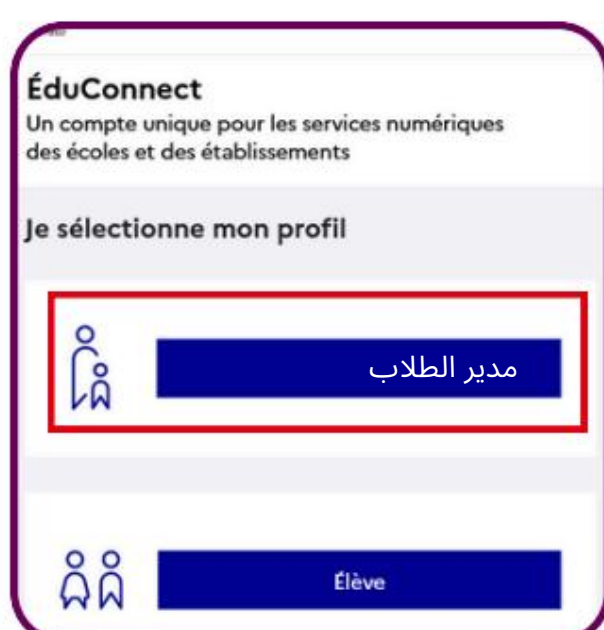 ÉduConnect
Un compte unique pour les services numériques
des écoles et des établissements
Je sélectionne mon profil
مدير الطلاب
Élève